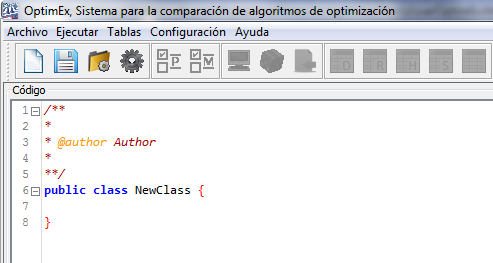 OptimEx, Sistema para la comparación de algoritmos de optimización
Archivo Ejecutar Tablas Configuración Ayuda
P M D R H S
Código
1 /**
2 *
3 * @author Author
4 *
5 **/
6 public class NewClass {
7
8 }